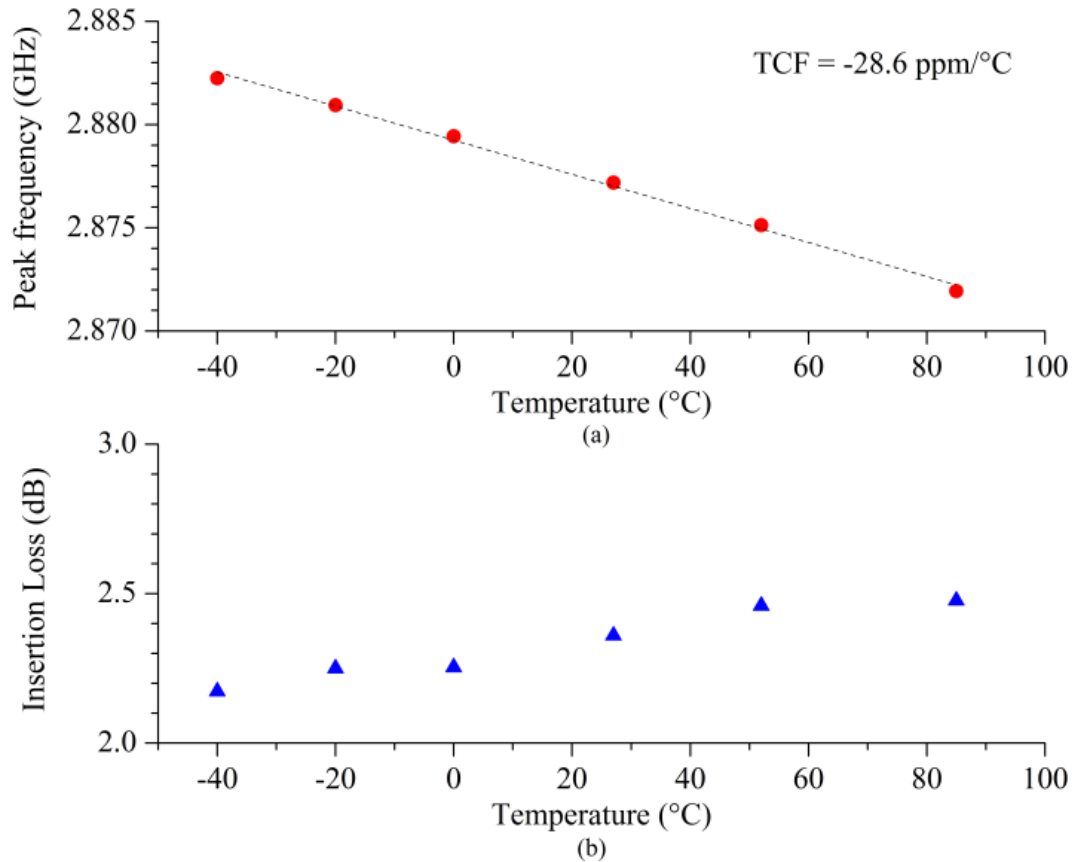 2.885
TCF = -28.6 ppm/°C
2.880
2.875
2.870
Peak frequency (GHz)
-40 -20 0 20 40 60 80 100
Temperature (°C)
(a)
3.0
2.5
2.0
Insertion Loss (dB)
-40 -20 0 20 40 60 80 100
Temperature (°C)
(b)